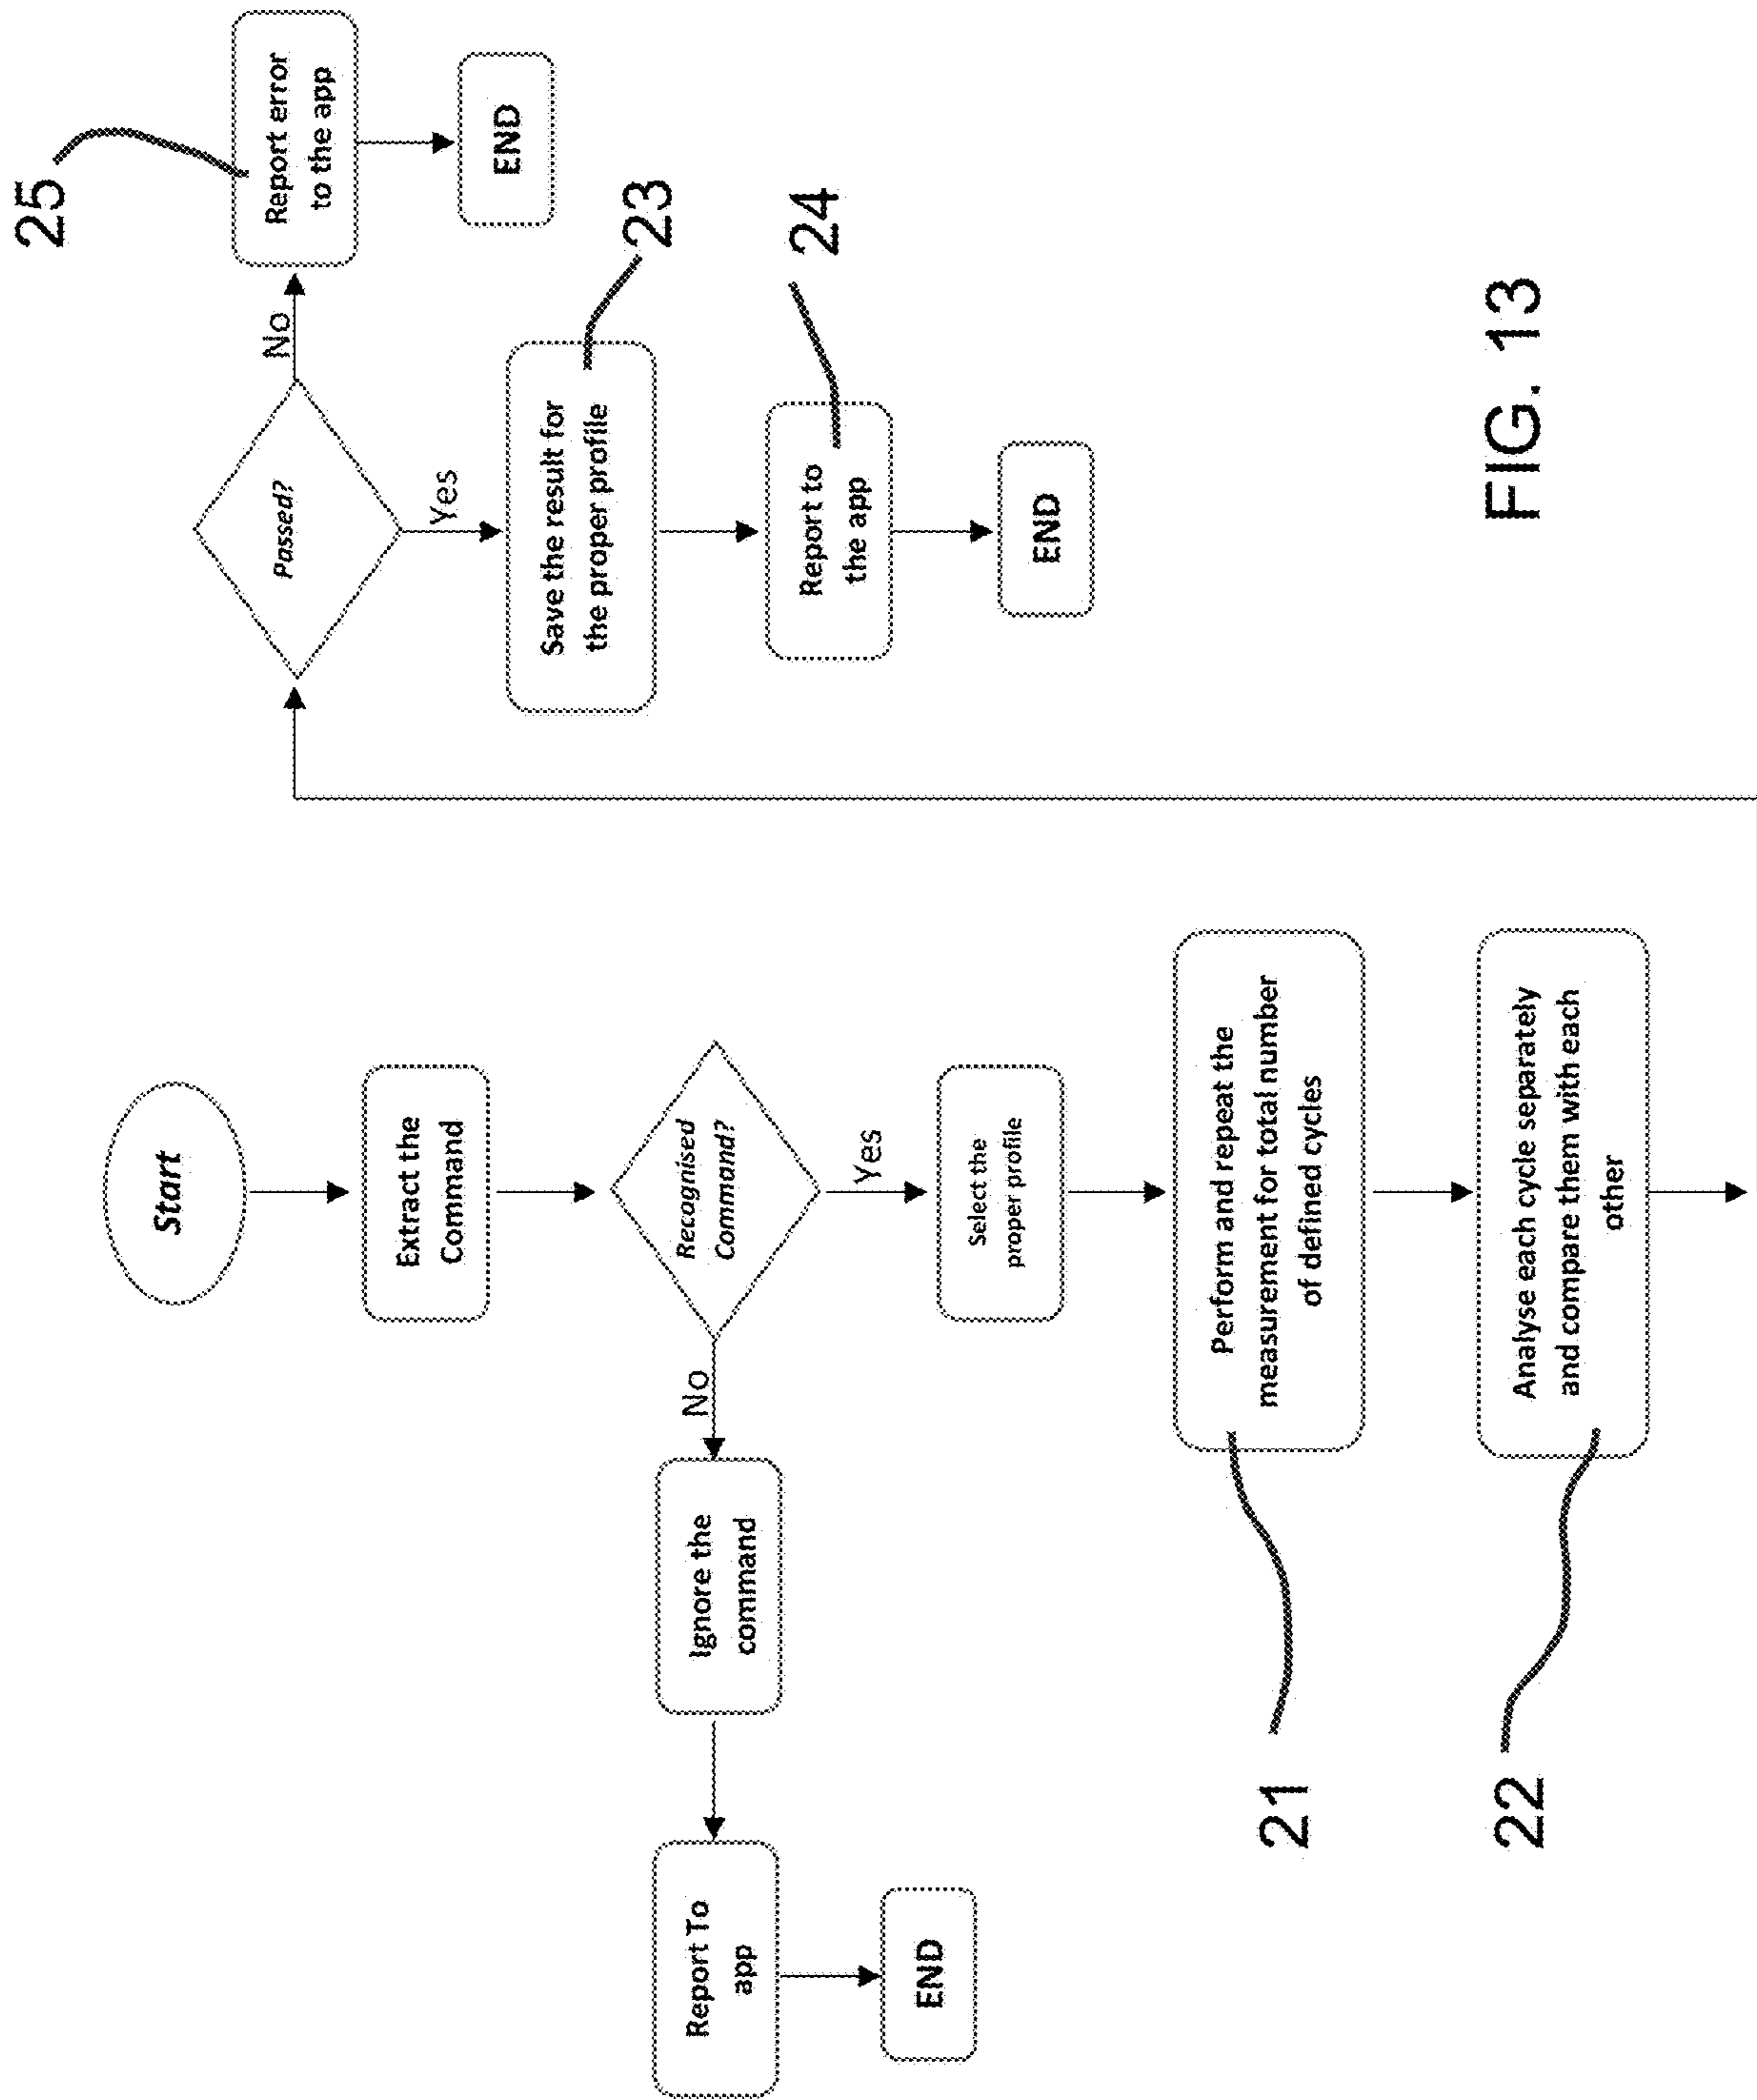 Start
Extract the
Command
Recognised
Command?
No
Ignore the
command
Report To
app
END
Yes
Select the
proper profile
Perform and repeat the
measurement for total number
of defined cycles
21
Analyse each cycle separately
and compare them with each
other
22
Passed?
No
Report error
to the app
25
END
Yes
Save the result for
the proper profile
23
Report to
the app
24
END
FIG. 13